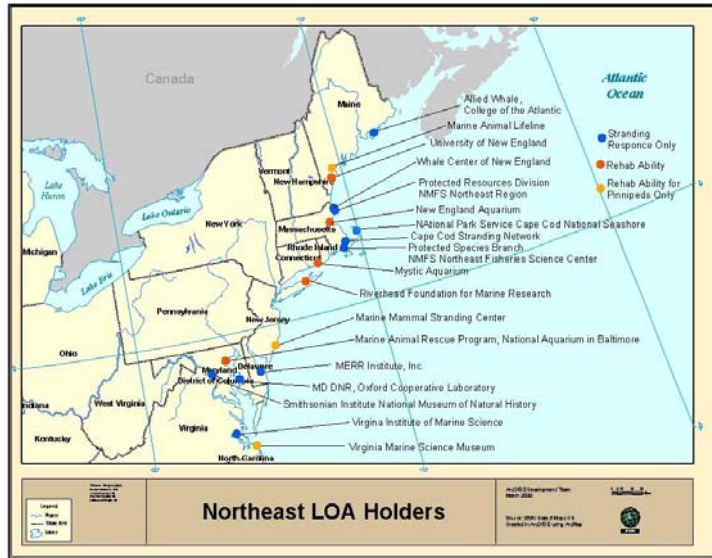 Canada
Atlantic
Ocean
Maine
Allied Whale,
College of the Atlantic
Marine Animal Lifeline
University of New England
Whale Center of New England
Protected Resources Division
NMFS Northeast Region
New England Aquarium
NAtional Park Service Cape Cod National Seashore
Cape Cod Stranding Network
Protected Species Branch
NMFS Northeast Fisheries Science Center
Mystic Aquarium
Riverhead Foundation for Marine Research
Marine Mammal Stranding Center
Marine Animal Rescue Program, National Aquarium in Baltimore
MERR Institute, Inc
MD DNR, Oxford Cooperative Laboratory
Smithsonian Institute National Museum of Natural History
Virgina Institute of Marine Science
Virginia Marine Science Museum
Stranding
Responce Only
Rehab Ability
Rehab Ability for
Pinnipeds Only
Vermont
New Hampshire
Massachusetts
Rhode Island
Connecticut
New York
Lake Ontario
Lake
Huron
Lake Erie
Michigan
Pennsylvania
New Jersey
Ohio
Maryland
Delaware
District of Columbia
West Virginia
Indiana
Kentucky
Virginia
North Carolina
Northeast LOA Holders
Legend